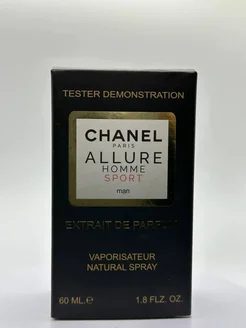 TESTER DEMONSTRATION
CHANEL
PARIS
ALLURE
HOMME
SPORT
man
EXTRAIT DE PARFUM
VAPORISATEUR
NATURAL SPRAY
60 ML.℮ 1.8 FLZ. OZ.